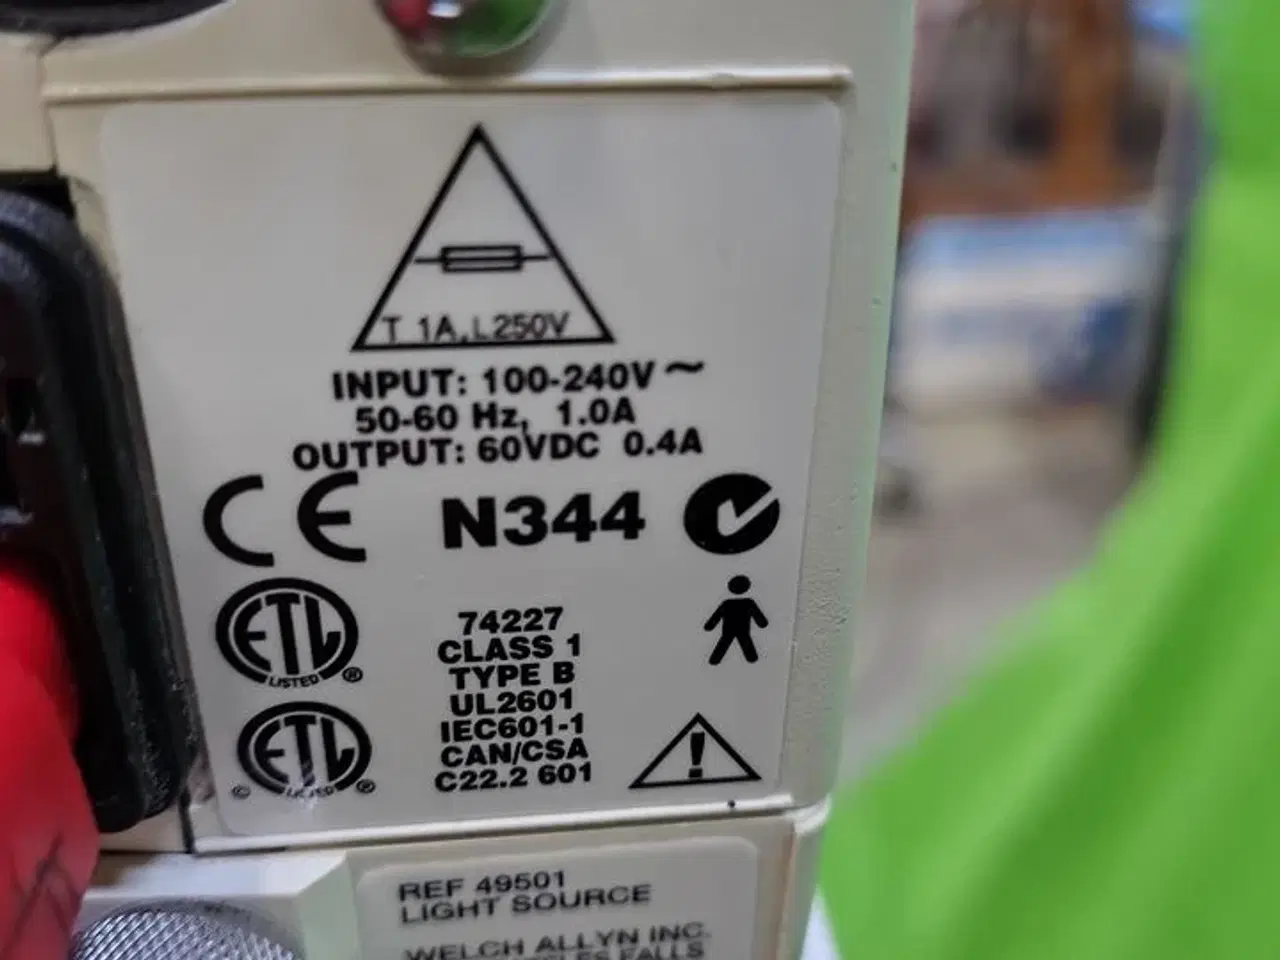 T 1A,L250V
INPUT: 100-240V ~
50-60 Hz, 1.0A
OUTPUT: 60VDC 0.4A
CE N344
ETL
LISTED ®
74227
CLASS 1
TYPE B
UL2601
IEC601-1
CAN/CSA
C22.2 601
ETL
© LISTED ®
!
REF 49501
LIGHT SOURCE
WELCH ALLYN INC.
FALLS